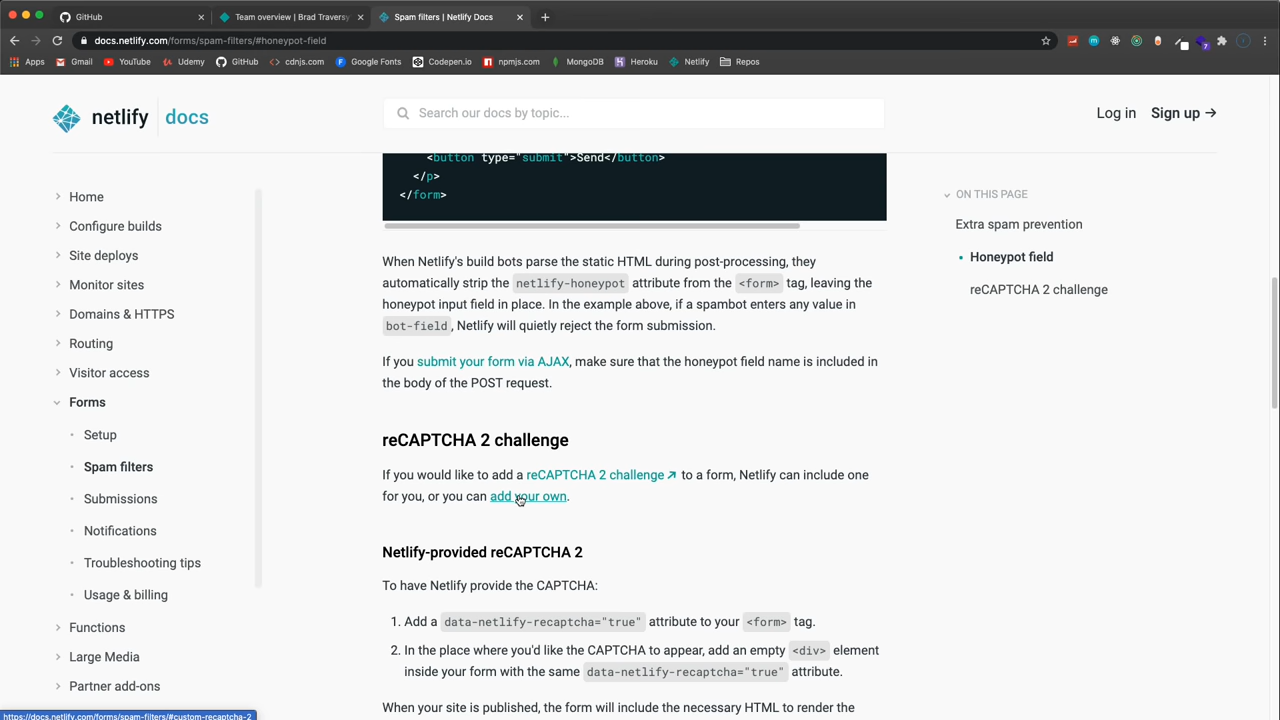 GitHub
Team overview | Brad Traversy
Spam filters | Netlify Docs
docs.netlify.com/forms/spam-filters/#honeypot-field
Apps
Gmail
YouTube
Udemy
GitHub
cdnjs.com
Google Fonts
Codepen.io
npmjs.com
MongoDB
Heroku
Netlify
Repos
netlify docs
Search our docs by topic...
Log in
Sign up →
Home
Configure builds
Site deploys
Monitor sites
Domains & HTTPS
Routing
Visitor access
Forms
Setup
Spam filters
Submissions
Notifications
Troubleshooting tips
Usage & billing
Functions
Large Media
Partner add-ons
<button type="submit">Send</button>
</p>
</form>
When Netlify's build bots parse the static HTML during post-processing, they
automatically strip the netlify-honeypot attribute from the <form> tag, leaving the
honeypot input field in place. In the example above, if a spambot enters any value in
bot-field, Netlify will quietly reject the form submission.
If you submit your form via AJAX, make sure that the honeypot field name is included in
the body of the POST request.
reCAPTCHA 2 challenge
If you would like to add a reCAPTCHA 2 challenge ↗ to a form, Netlify can include one
for you, or you can add your own.
Netlify-provided reCAPTCHA 2
To have Netlify provide the CAPTCHA:
1. Add a data-netlify-recaptcha="true" attribute to your <form> tag.
2. In the place where you'd like the CAPTCHA to appear, add an empty <div> element
inside your form with the same data-netlify-recaptcha="true" attribute.
When your site is published, the form will include the necessary HTML to render the
ON THIS PAGE
Extra spam prevention
Honeypot field
reCAPTCHA 2 challenge
https://docs.netlify.com/forms/spam-filters/#custom-recaptcha-2